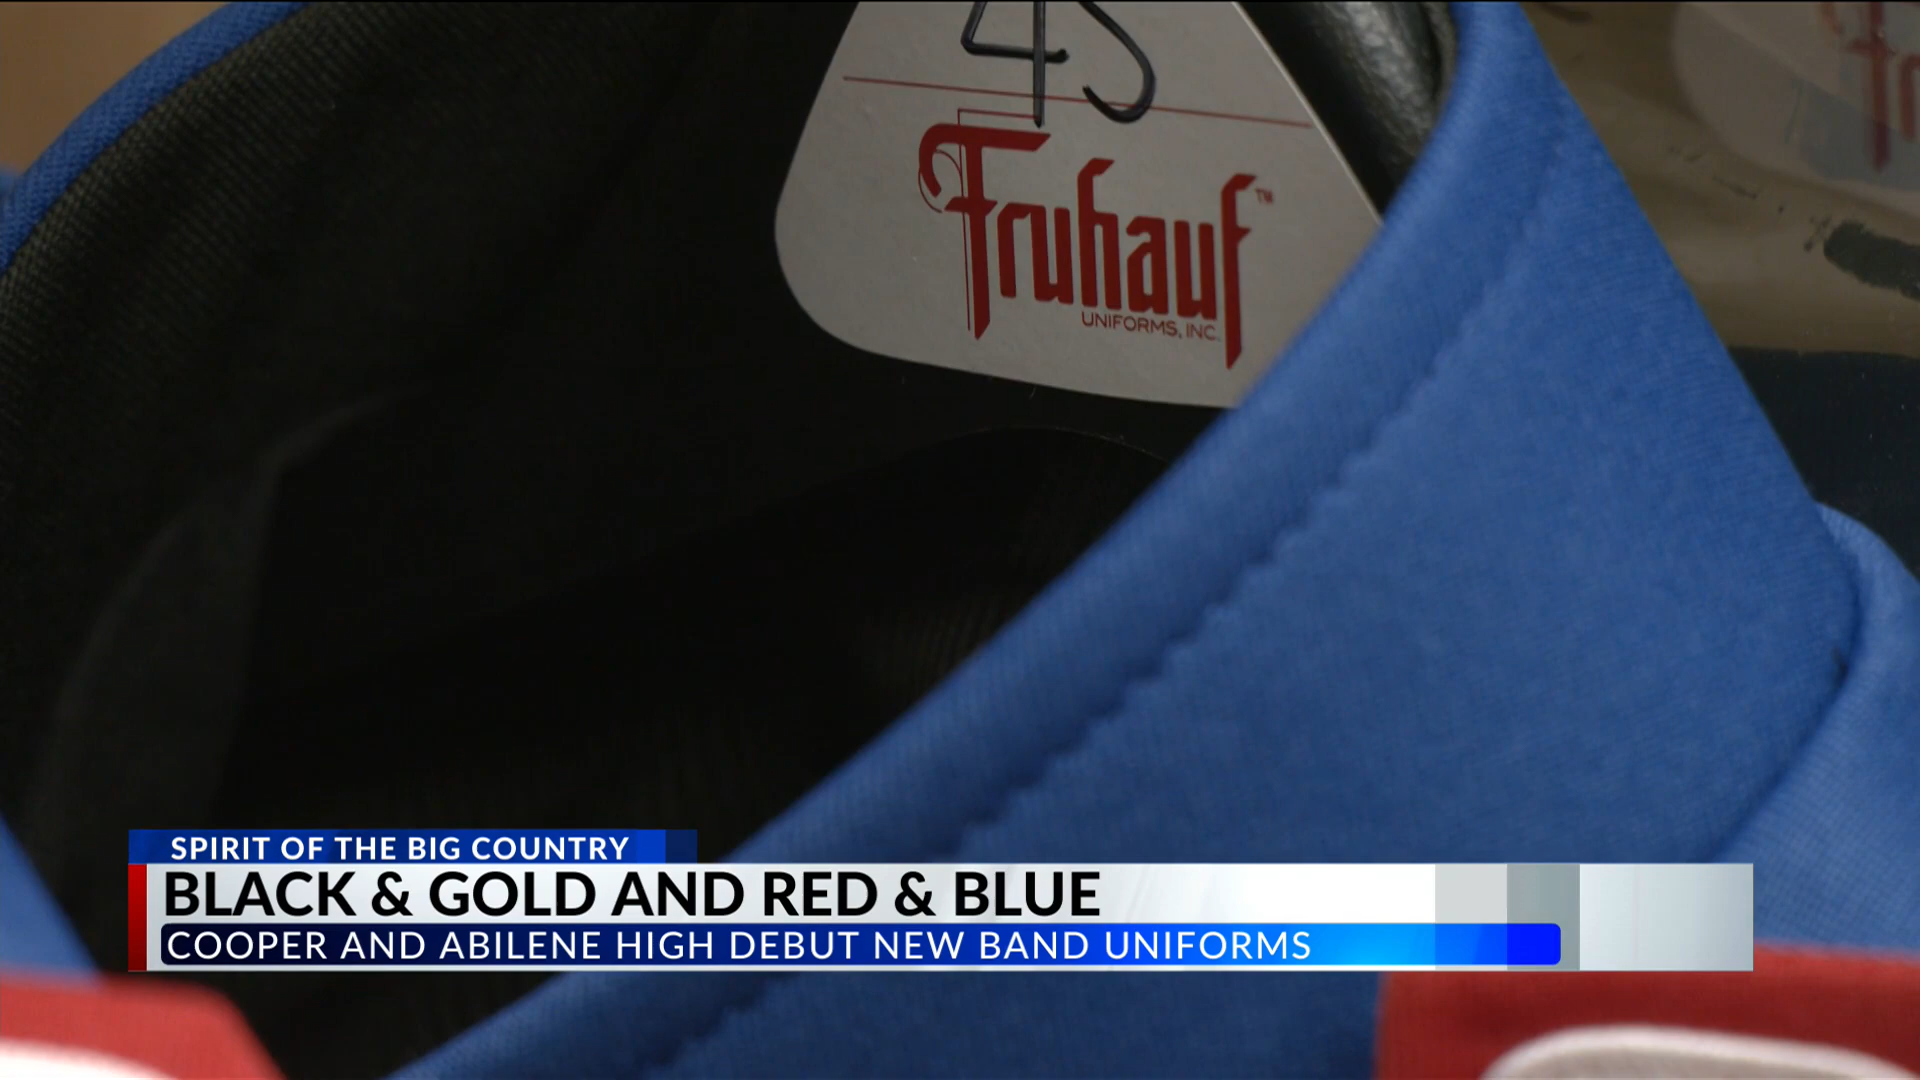 45
Fruhauf™
UNIFORMS, INC.
SPIRIT OF THE BIG COUNTRY
BLACK & GOLD AND RED & BLUE
COOPER AND ABILENE HIGH DEBUT NEW BAND UNIFORMS